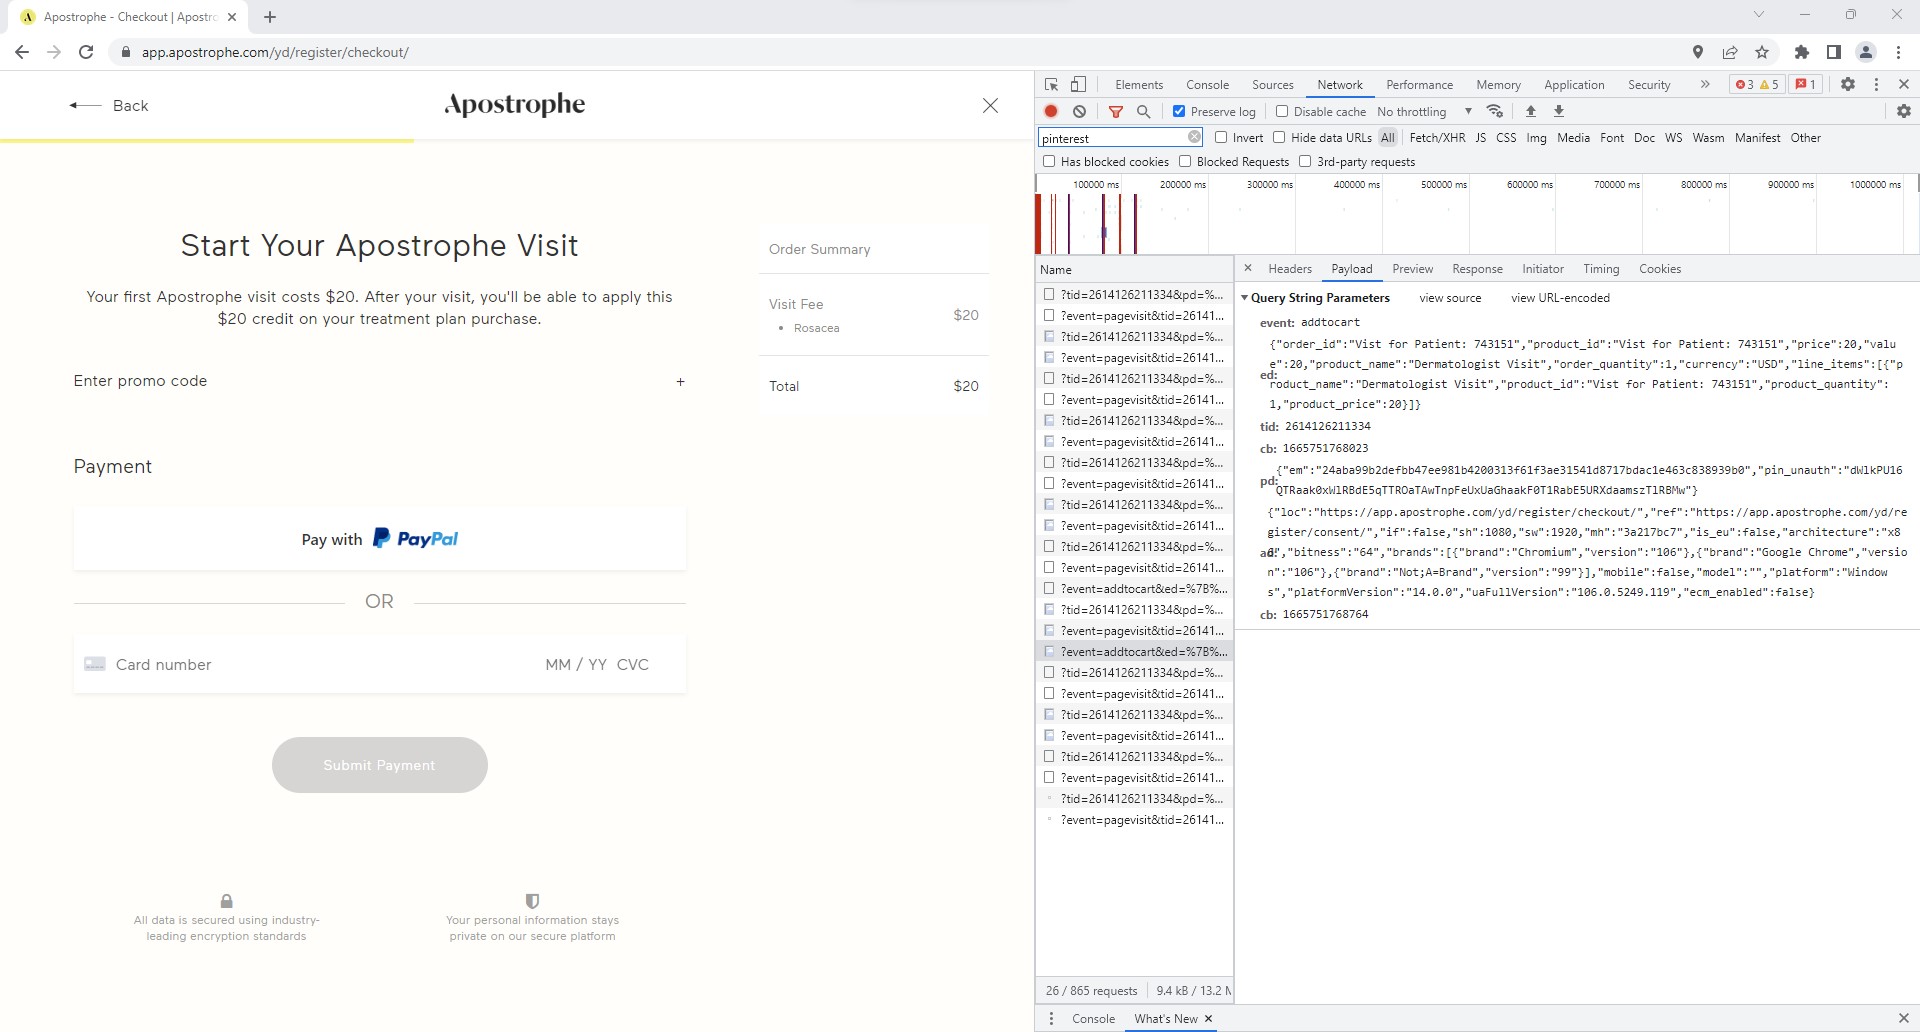 Apostrophe - Checkout | Apostro
app.apostrophe.com/yd/register/checkout/
Back
Apostrophe
Start Your Apostrophe Visit
Your first Apostrophe visit costs $20. After your visit, you'll be able to apply this
$20 credit on your treatment plan purchase.
Enter promo code +
Payment
Pay with PayPal
OR
Card number MM / YY CVC
Submit Payment
All data is secured using industry-
leading encryption standards
Your personal information stays
private on our secure platform
Order Summary
Visit Fee $20
• Rosacea
Total $20
Elements Console Sources Network Performance Memory Application Security » 3 5 1
Preserve log Disable cache No throttling
pinterest Invert Hide data URLs All Fetch/XHR JS CSS Img Media Font Doc WS Wasm Manifest Other
Has blocked cookies Blocked Requests 3rd-party requests
100000 ms 200000 ms 300000 ms 400000 ms 500000 ms 600000 ms 700000 ms 800000 ms 900000 ms 1000000 ms
Name
?tid=2614126211334&pd=%...
?event=pagevisit&tid=26141...
?tid=2614126211334&pd=%...
?event=pagevisit&tid=26141...
?tid=2614126211334&pd=%...
?event=pagevisit&tid=26141...
?tid=2614126211334&pd=%...
?event=pagevisit&tid=26141...
?tid=2614126211334&pd=%...
?event=pagevisit&tid=26141...
?tid=2614126211334&pd=%...
?event=pagevisit&tid=26141...
?tid=2614126211334&pd=%...
?event=pagevisit&tid=26141...
?event=addtocart&ed=%7B%...
?tid=2614126211334&pd=%...
?event=pagevisit&tid=26141...
?event=addtocart&ed=%7B%...
?tid=2614126211334&pd=%...
?event=pagevisit&tid=26141...
?tid=2614126211334&pd=%...
?event=pagevisit&tid=26141...
?tid=2614126211334&pd=%...
?event=pagevisit&tid=26141...
?tid=2614126211334&pd=%...
?event=pagevisit&tid=26141...
26 / 865 requests 9.4 kB / 13.2 M
Headers Payload Preview Response Initiator Timing Cookies
Query String Parameters view source view URL-encoded
event: addtocart
{"order_id":"Vist for Patient: 743151","product_id":"Vist for Patient: 743151","price":20,"valu
ed: e":20,"product_name":"Dermatologist Visit","order_quantity":1,"currency":"USD","line_items":[{"p
roduct_name":"Dermatologist Visit","product_id":"Vist for Patient: 743151","product_quantity":
1,"product_price":20}]}
tid: 2614126211334
cb: 1665751768023
pd: {"em":"24aba99b2defbb47ee981b4200313f61f3ae31541d8717bdac1e463c838939b0","pin_unauth":"dWlkPU16
QTRaak0xWlRBdE5qTTROaTAwTnpFeUxUaGhaakF0T1RabE5URXdaamszTlRBMw"}
{"loc":"https://app.apostrophe.com/yd/register/checkout/","ref":"https://app.apostrophe.com/yd/re
gister/consent/","if":false,"sh":1080,"sw":1920,"mh":"3a217bc7","is_eu":false,"architecture":"x8
ad: 6","bitness":"64","brands":[{"brand":"Chromium","version":"106"},{"brand":"Google Chrome","versio
n":"106"},{"brand":"Not;A=Brand","version":"99"}],"mobile":false,"model":"","platform":"Window
s","platformVersion":"14.0.0","uaFullVersion":"106.0.5249.119","ecm_enabled":false}
cb: 1665751768764
Console What's New